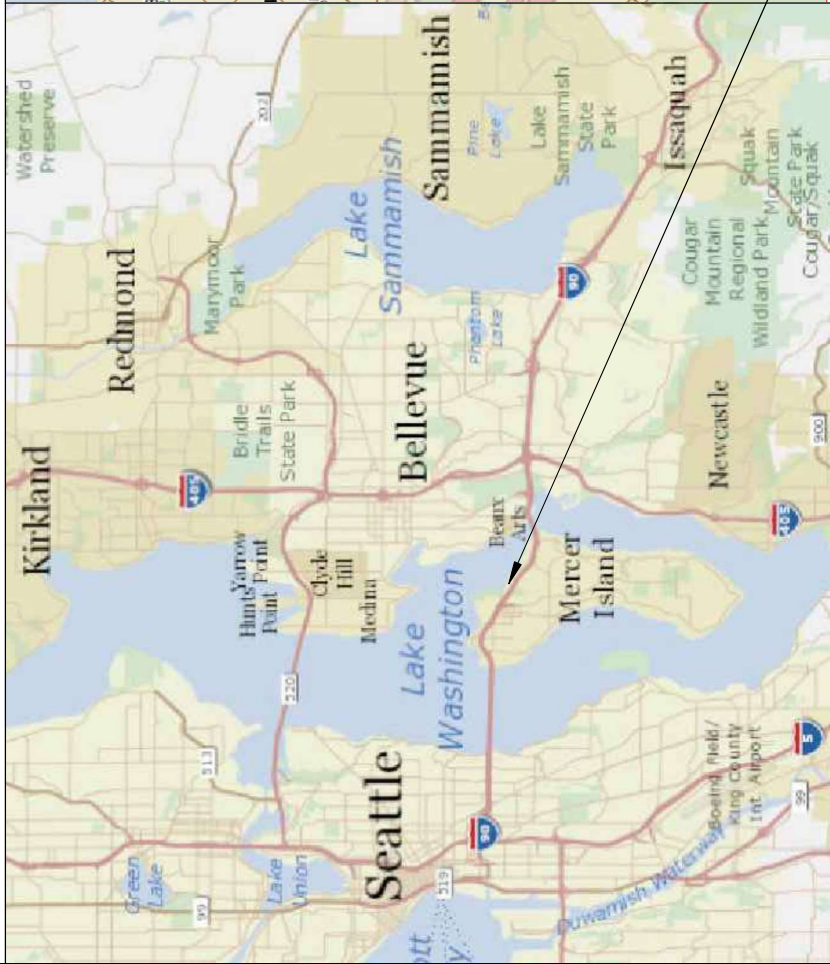 Watershed
Preserve
Kirkland
Redmond
Green
Lake
513
405
202
99
Marymoor
Park
Bridle
Trails
State Park
Hunts
Point
Yarrow
Point
Lake
Union
520
Clyde
Hill
Medina
Lake
Sammamish
Seattle
Bellevue
Sammamish
Lake
Washington
519
90
Phantom
Lake
Pine
Lake
Beaux
Arts
Lake
Sammamish
State
Park
90
Mercer
Island
Duwamish Waterway
Issaquah
Newcastle
Cougar
Mountain
Regional
Wildland Park
Boeing Field/
King County
Int Airport
Squak
Mountain
State Park
Cougar/Squak
405
5
99
900